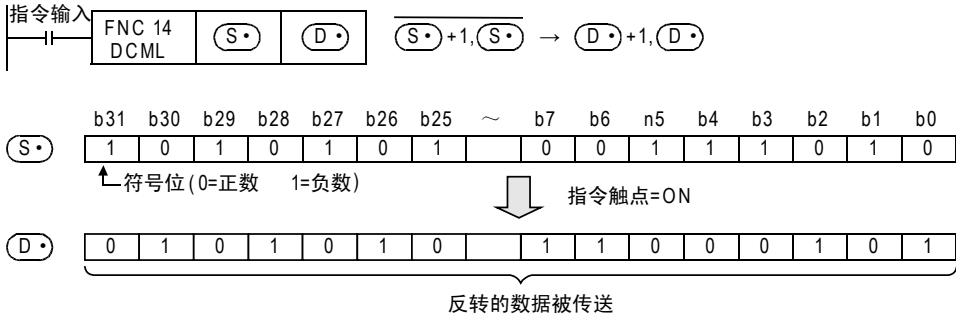 指令输入
FNC 14
DCML
S• D• S•+1,S• → D•+1,D•
b31 b30 b29 b28 b27 b26 b25 ～ b7 b6 n5 b4 b3 b2 b1 b0
S• 1 0 1 0 1 0 1 0 0 1 1 1 0 1 0
符号位(0=正数 1=负数)
指令触点=ON
D• 0 1 0 1 0 1 0 1 1 0 0 0 1 0 1
反转的数据被传送